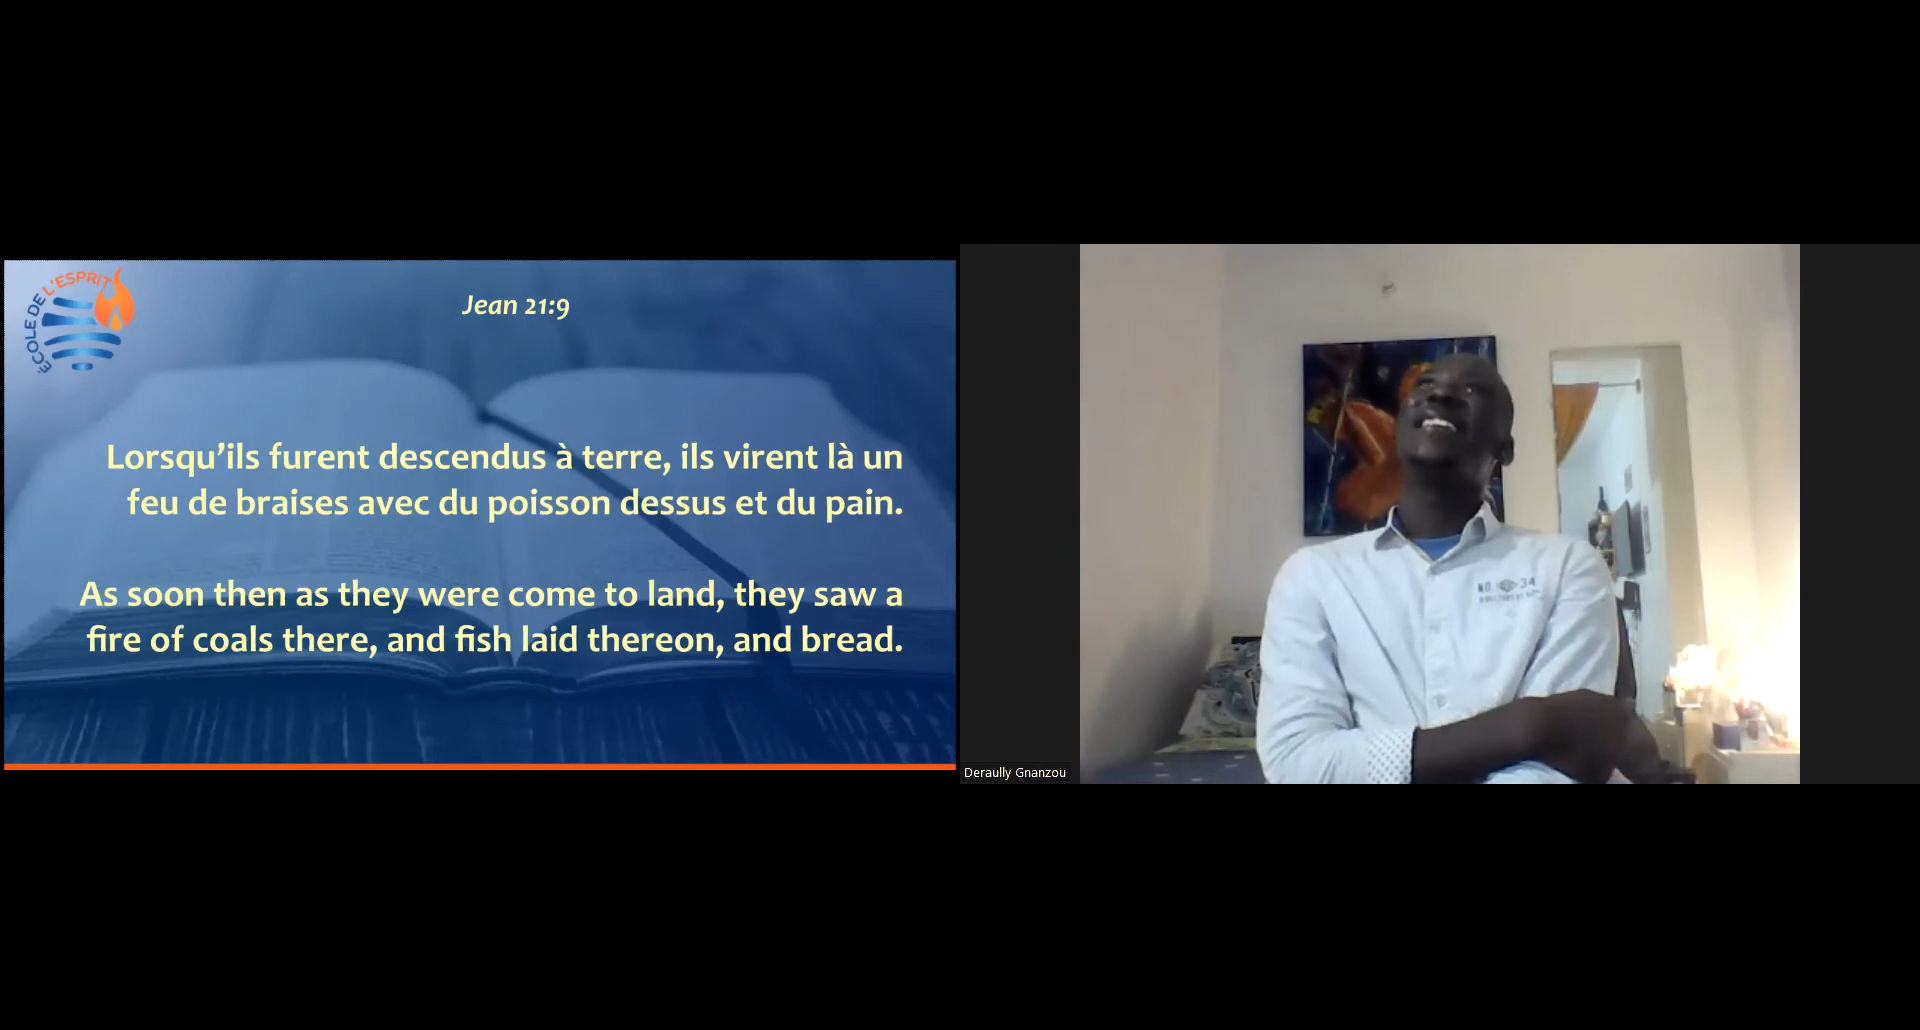 ÉCOLE DE L'ESPRIT
Jean 21:9
Lorsqu'ils furent descendus à terre, ils virent là un
feu de braises avec du poisson dessus et du pain.
As soon then as they were come to land, they saw a
fire of coals there, and fish laid thereon, and bread.
NO 34
Deraully Gnanzou